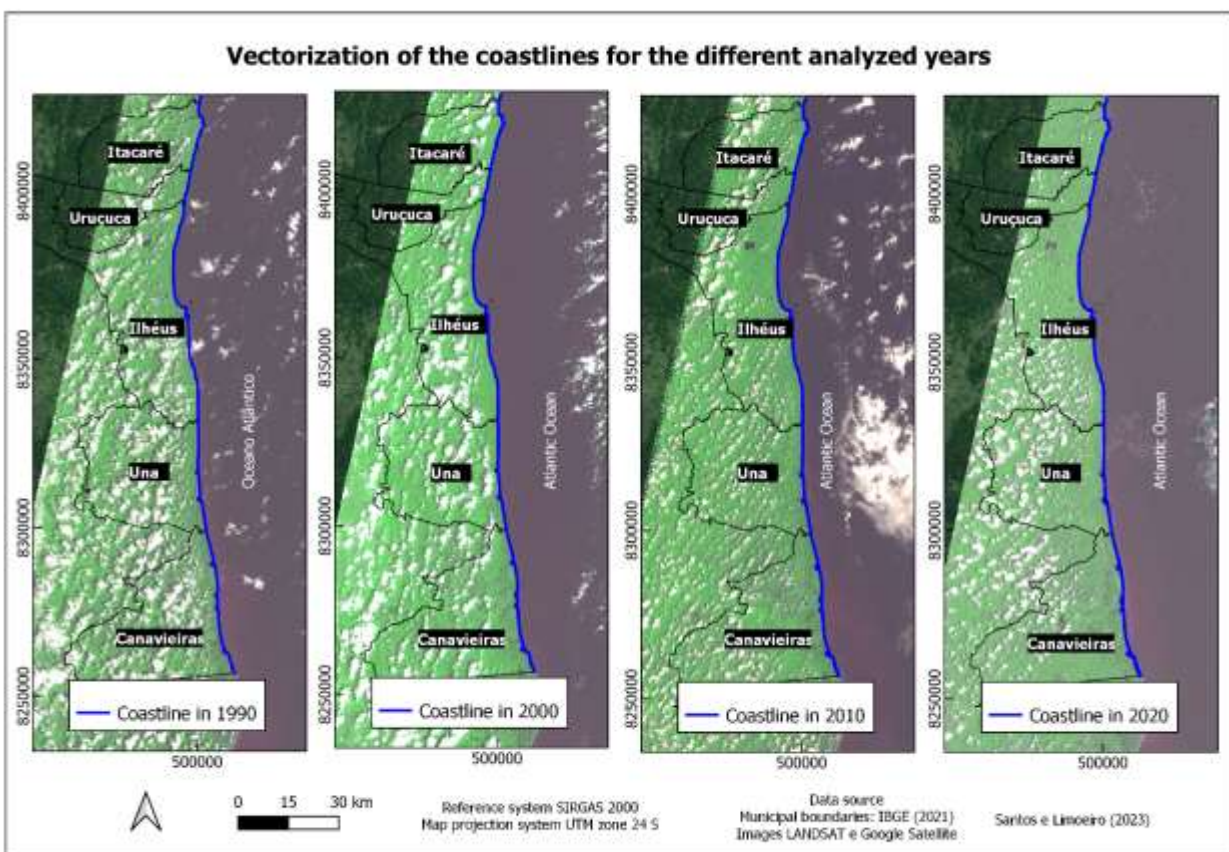 Vectorization of the coastlines for the different analyzed years
Itacaré
Uruçuca
Ilhéus
Una
Canavieiras
Oceano Atlântico
8400000
8350000
8300000
8250000
Coastline in 1990
500000
Itacaré
Uruçuca
Ilhéus
Una
Canavieiras
Atlantic Ocean
8400000
8350000
8300000
8250000
Coastline in 2000
500000
Itacaré
Uruçuca
Ilhéus
Una
Canavieiras
Atlantic Ocean
8400000
8350000
8300000
8250000
Coastline in 2010
500000
Itacaré
Uruçuca
Ilhéus
Una
Canavieiras
Atlantic Ocean
8400000
8350000
8300000
8250000
Coastline in 2020
500000
0 15 30 km
Reference system SIRGAS 2000
Map projection system UTM zone 24 S
Data source
Municipal boundaries: IBGE (2021)
Images LANDSAT e Google Satellite
Santos e Limoeiro (2023)